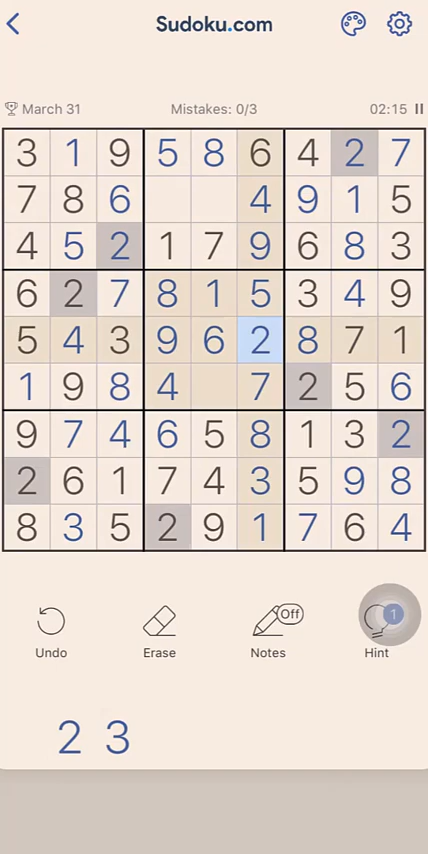 Sudoku.com
March 31 Mistakes: 0/3 02:15
3 1 9 5 8 6 4 2 7
7 8 6 4 9 1 5
4 5 2 1 7 9 6 8 3
6 2 7 8 1 5 3 4 9
5 4 3 9 6 2 8 7 1
1 9 8 4 7 2 5 6
9 7 4 6 5 8 1 3 2
2 6 1 7 4 3 5 9 8
8 3 5 2 9 1 7 6 4
Off 1
Undo Erase Notes Hint
2 3